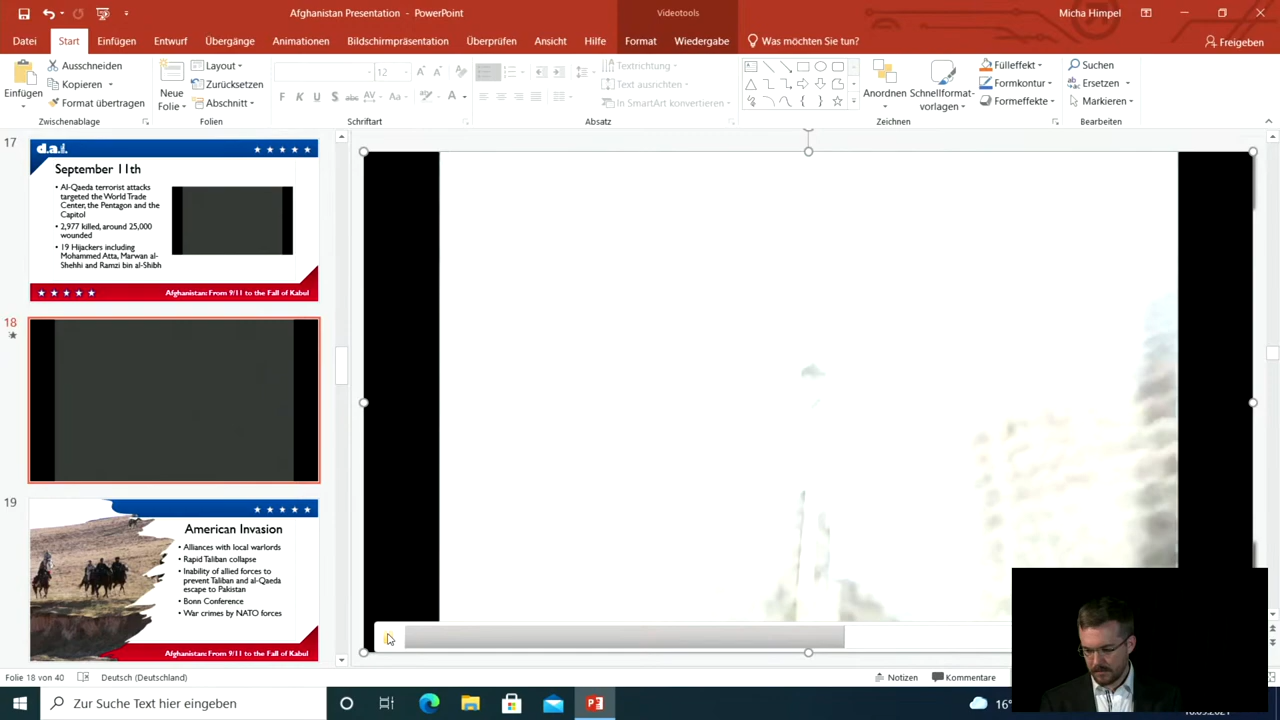 Afghanistan Presentation - PowerPoint
Videotools
Micha Himpel
Datei Start Einfügen Entwurf Übergänge Animationen Bildschirmpräsentation Überprüfen Ansicht Hilfe Format Wiedergabe Was möchten Sie tun? Freigeben
Einfügen
Ausschneiden
Kopieren
Format übertragen
Zwischenablage
Neue
Folie
Layout
Zurücksetzen
Abschnitt
Folien
12
F K U S abc AV Aa A
Schriftart
Textrichtung
Text ausrichten
In SmartArt konvertieren
Absatz
Anordnen
Schnellformat-
vorlagen
Fülleffekt
Formkontur
Formeffekte
Zeichnen
Suchen
Ersetzen
Markieren
Bearbeiten
17
d.a.i.
September 11th
• Al-Qaeda terrorist attacks
targeted the World Trade
Center, the Pentagon and the
Capitol
• 2,977 killed, around 25,000
wounded
• 19 Hijackers including
Mohammed Atta, Marwan al-
Shehhi and Ramzi bin al-Shibh
Afghanistan: From 9/11 to the Fall of Kabul
18
19
American Invasion
• Alliances with local warlords
• Rapid Taliban collapse
• Inability of allied forces to
prevent Taliban and al-Qaeda
escape to Pakistan
• Bonn Conference
• War crimes by NATO forces
Afghanistan: From 9/11 to the Fall of Kabul
Folie 18 von 40
Deutsch (Deutschland)
Notizen
Kommentare
Zur Suche Text hier eingeben
16°